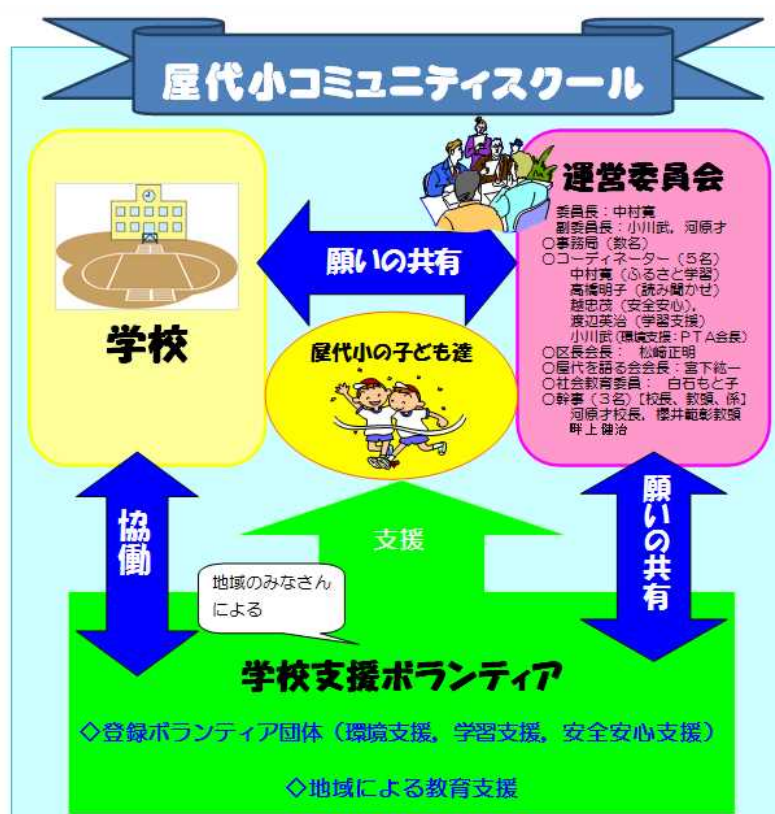 屋代小コミュニティスクール
学校
願いの共有
屋代小の子ども達
運営委員会
委員長：中村寛
副委員長：小川武，河原才
○事務局（数名）
○コーディネーター（５名）
中村寛（ふるさと学習）
高橋明子（読み聞かせ）
越忠茂（安全安心），
渡辺英治（学習支援）
小川武（環境支援：ＰＴＡ会長）
○区長会長：　松崎正明
○屋代を語る会会長：宮下紘一
○社会教育委員：　白石もと子
○幹事（３名）［校長、教頭、係］
河原才校長，櫻井範彰教頭
畔上健治
協働
支援
願いの共有
地域のみなさん
による
学校支援ボランティア
◇登録ボランティア団体（環境支援，学習支援，安全安心支援）
◇地域による教育支援